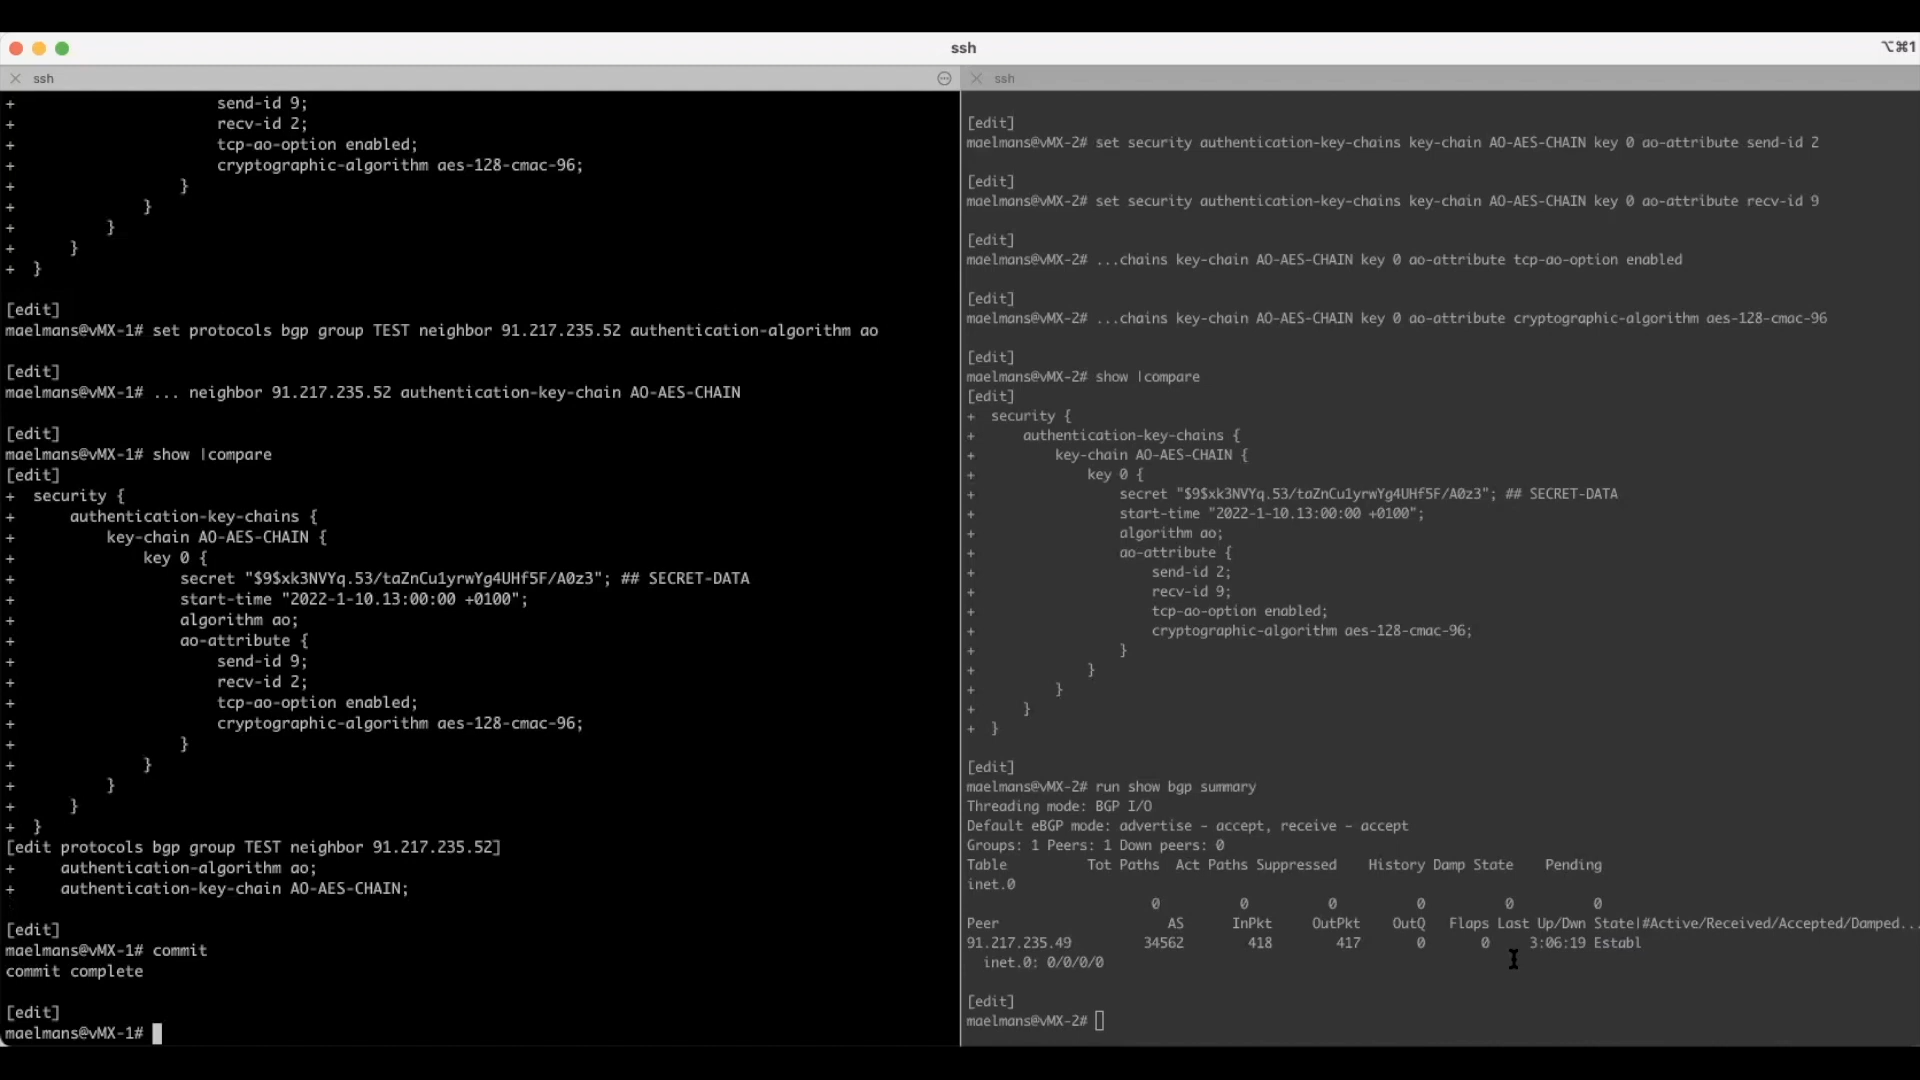 ssh
⌥⌘1
ssh
+ send-id 9;
+ recv-id 2;
+ tcp-ao-option enabled;
+ cryptographic-algorithm aes-128-cmac-96;
+ }
+ }
+ }
+ }
+ }
[edit]
maelmans@vMX-1# set protocols bgp group TEST neighbor 91.217.235.52 authentication-algorithm ao
[edit]
maelmans@vMX-1# ... neighbor 91.217.235.52 authentication-key-chain AO-AES-CHAIN
[edit]
maelmans@vMX-1# show |compare
[edit]
+ security {
+ authentication-key-chains {
+ key-chain AO-AES-CHAIN {
+ key 0 {
+ secret "$9$xk3NVYq.53/taZnCu1yrwYg4UHf5F/A0z3"; ## SECRET-DATA
+ start-time "2022-1-10.13:00:00 +0100";
+ algorithm ao;
+ ao-attribute {
+ send-id 9;
+ recv-id 2;
+ tcp-ao-option enabled;
+ cryptographic-algorithm aes-128-cmac-96;
+ }
+ }
+ }
+ }
+ }
[edit protocols bgp group TEST neighbor 91.217.235.52]
+ authentication-algorithm ao;
+ authentication-key-chain AO-AES-CHAIN;
[edit]
maelmans@vMX-1# commit
commit complete
[edit]
maelmans@vMX-1#
ssh
[edit]
maelmans@vMX-2# set security authentication-key-chains key-chain AO-AES-CHAIN key 0 ao-attribute send-id 2
[edit]
maelmans@vMX-2# set security authentication-key-chains key-chain AO-AES-CHAIN key 0 ao-attribute recv-id 9
[edit]
maelmans@vMX-2# ...chains key-chain AO-AES-CHAIN key 0 ao-attribute tcp-ao-option enabled
[edit]
maelmans@vMX-2# ...chains key-chain AO-AES-CHAIN key 0 ao-attribute cryptographic-algorithm aes-128-cmac-96
[edit]
maelmans@vMX-2# show |compare
[edit]
+ security {
+ authentication-key-chains {
+ key-chain AO-AES-CHAIN {
+ key 0 {
+ secret "$9$xk3NVYq.53/taZnCu1yrwYg4UHf5F/A0z3"; ## SECRET-DATA
+ start-time "2022-1-10.13:00:00 +0100";
+ algorithm ao;
+ ao-attribute {
+ send-id 2;
+ recv-id 9;
+ tcp-ao-option enabled;
+ cryptographic-algorithm aes-128-cmac-96;
+ }
+ }
+ }
+ }
+ }
[edit]
maelmans@vMX-2# run show bgp summary
Threading mode: BGP I/O
Default eBGP mode: advertise - accept, receive - accept
Groups: 1 Peers: 1 Down peers: 0
Table Tot Paths Act Paths Suppressed History Damp State Pending
inet.0
0 0 0 0 0 0
Peer AS InPkt OutPkt OutQ Flaps Last Up/Dwn State|#Active/Received/Accepted/Damped...
91.217.235.49 34562 418 417 0 0 3:06:19 Establ
inet.0: 0/0/0/0
[edit]
maelmans@vMX-2#